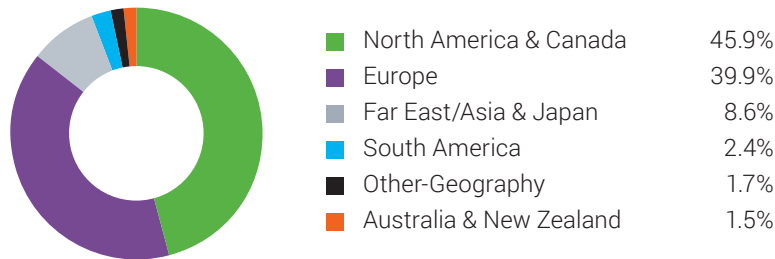 North America & Canada 45.9%
Europe 39.9%
Far East/Asia & Japan 8.6%
South America 2.4%
Other-Geography 1.7%
Australia & New Zealand 1.5%